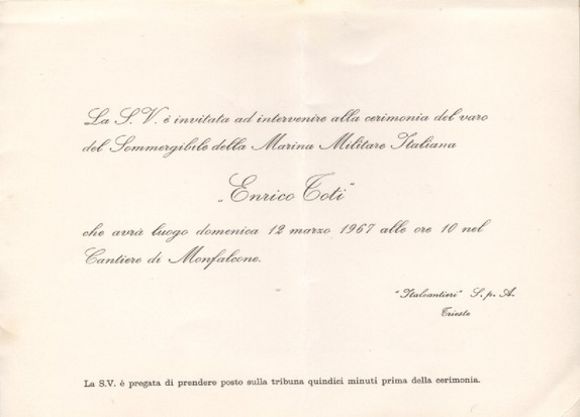 La S. V. è invitata ad intervenire alla cerimonia del varo
del Sommergibile della Marina Militare Italiana
„Enrico Toti"
che avrà luogo domenica 12 marzo 1967 alle ore 10 nel
Cantiere di Monfalcone.
"Italcantieri" S. p. A.
Trieste
La S.V. è pregata di prendere posto sulla tribuna quindici minuti prima della cerimonia.